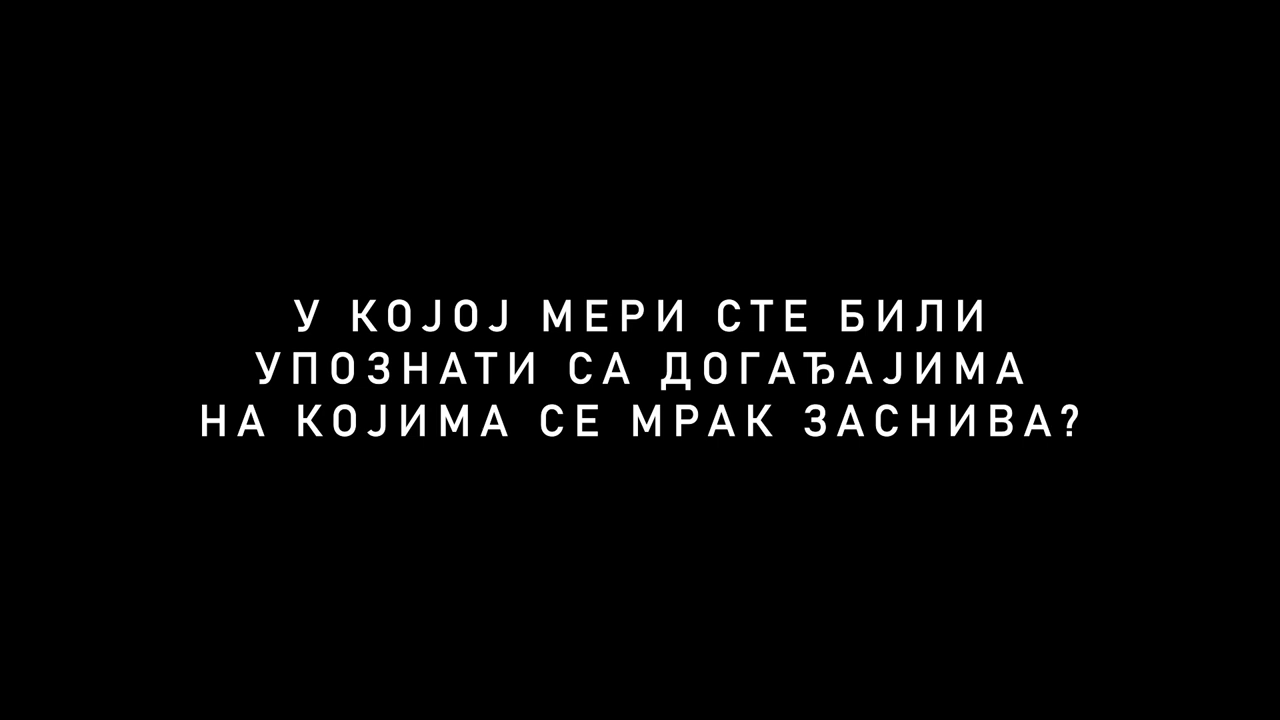 У КОЈОЈ МЕРИ СТЕ БИЛИ
УПОЗНАТИ СА ДОГАЂАЈИМА
НА КОЈИМА СЕ МРАК ЗАСНИВА?